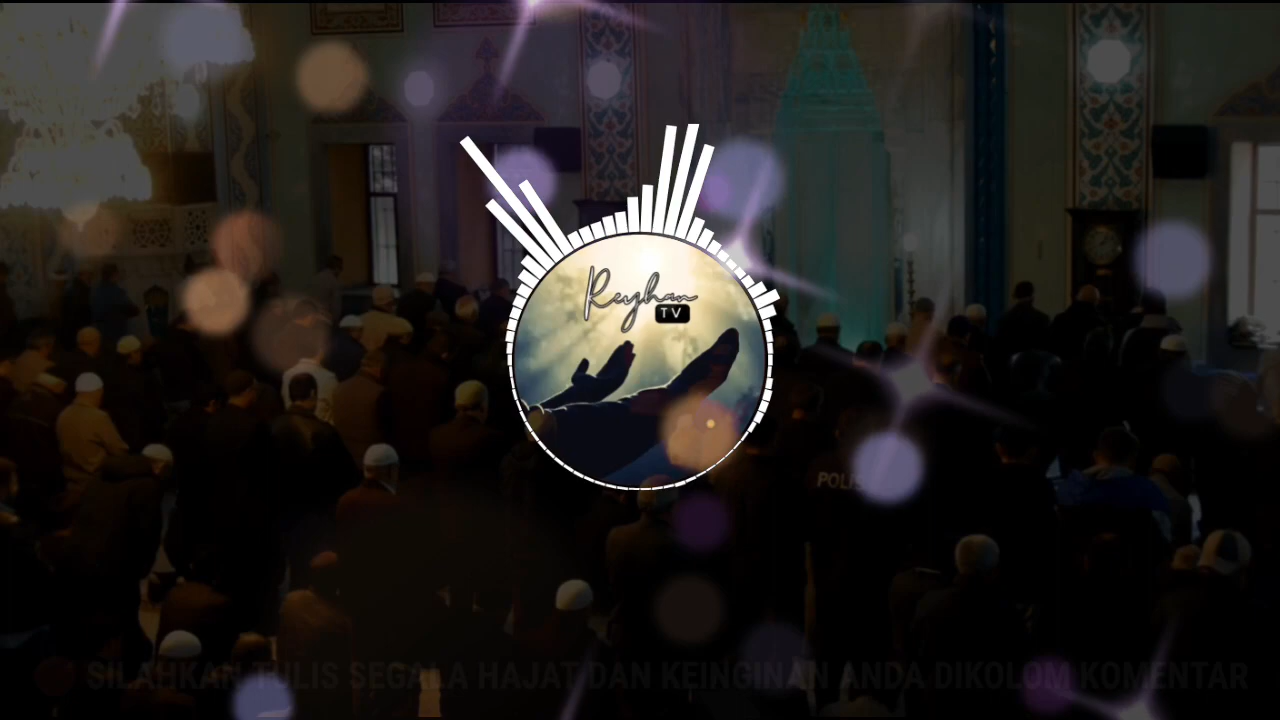 Reyhan
TV
POLIS
SILAHKAN TULIS SEGALA HAJAT DAN KEINGINAN ANDA DIKOLOM KOMENTAR